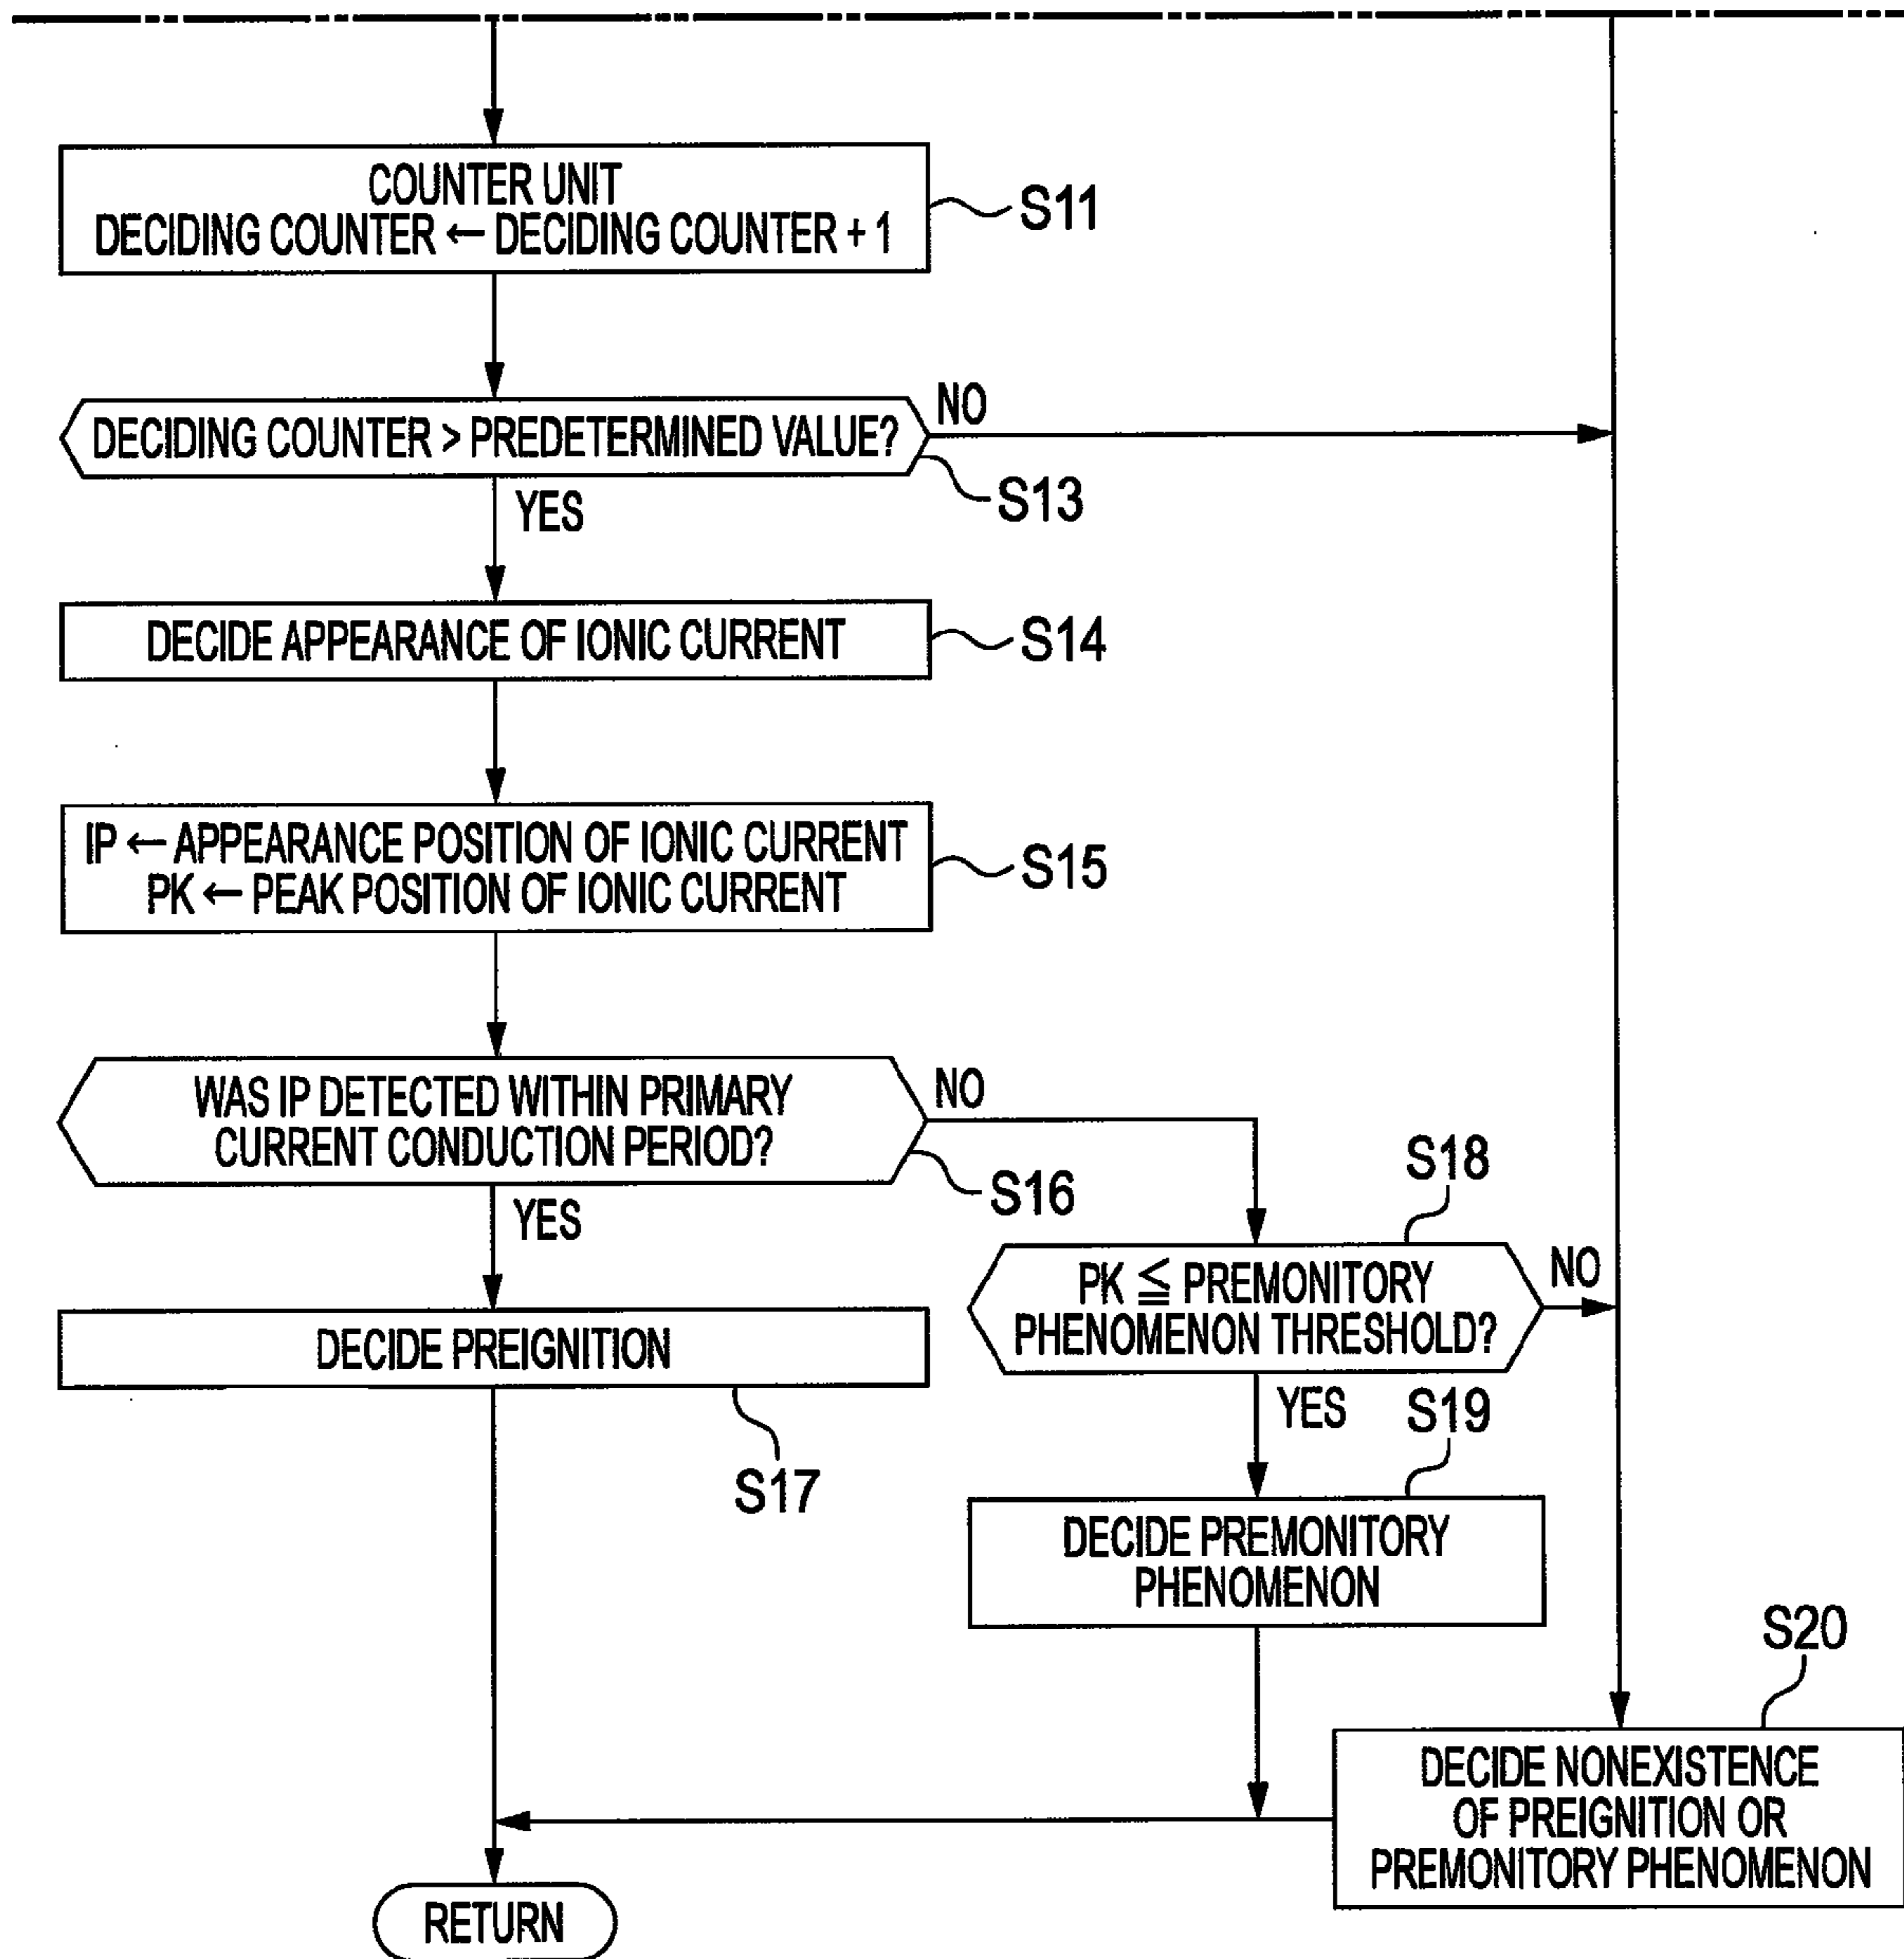 COUNTER UNIT
DECIDING COUNTER ← DECIDING COUNTER + 1
S11
DECIDING COUNTER > PREDETERMINED VALUE?
NO
S13
YES
DECIDE APPEARANCE OF IONIC CURRENT
S14
IP ← APPEARANCE POSITION OF IONIC CURRENT
PK ← PEAK POSITION OF IONIC CURRENT
S15
WAS IP DETECTED WITHIN PRIMARY
CURRENT CONDUCTION PERIOD?
NO
S16
YES
S18
PK ≦ PREMONITORY
PHENOMENON THRESHOLD?
NO
DECIDE PREIGNITION
S17
YES
S19
DECIDE PREMONITORY
PHENOMENON
S20
DECIDE NONEXISTENCE
OF PREIGNITION OR
PREMONITORY PHENOMENON
RETURN